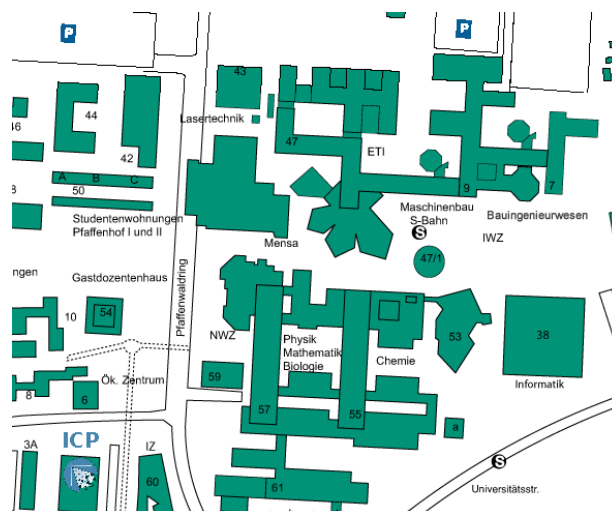 P
P
43
44
Lasertechnik
46
47
42
ETI
A B C
50
9
7
8
Studentenwohnungen
Pfaffenhof I und II
Maschinenbau
S-Bahn
Bauingenieurwesen
S
IWZ
Mensa
47/1
ngen
Gastdozentenhaus
Pfaffenwaldring
54
10
NWZ
Physik
Mathematik
Biologie
53
38
Chemie
Ök. Zentrum
59
Informatik
8
6
57
55
a
ICP
3A
IZ
S
60
61
Universitätsstr.